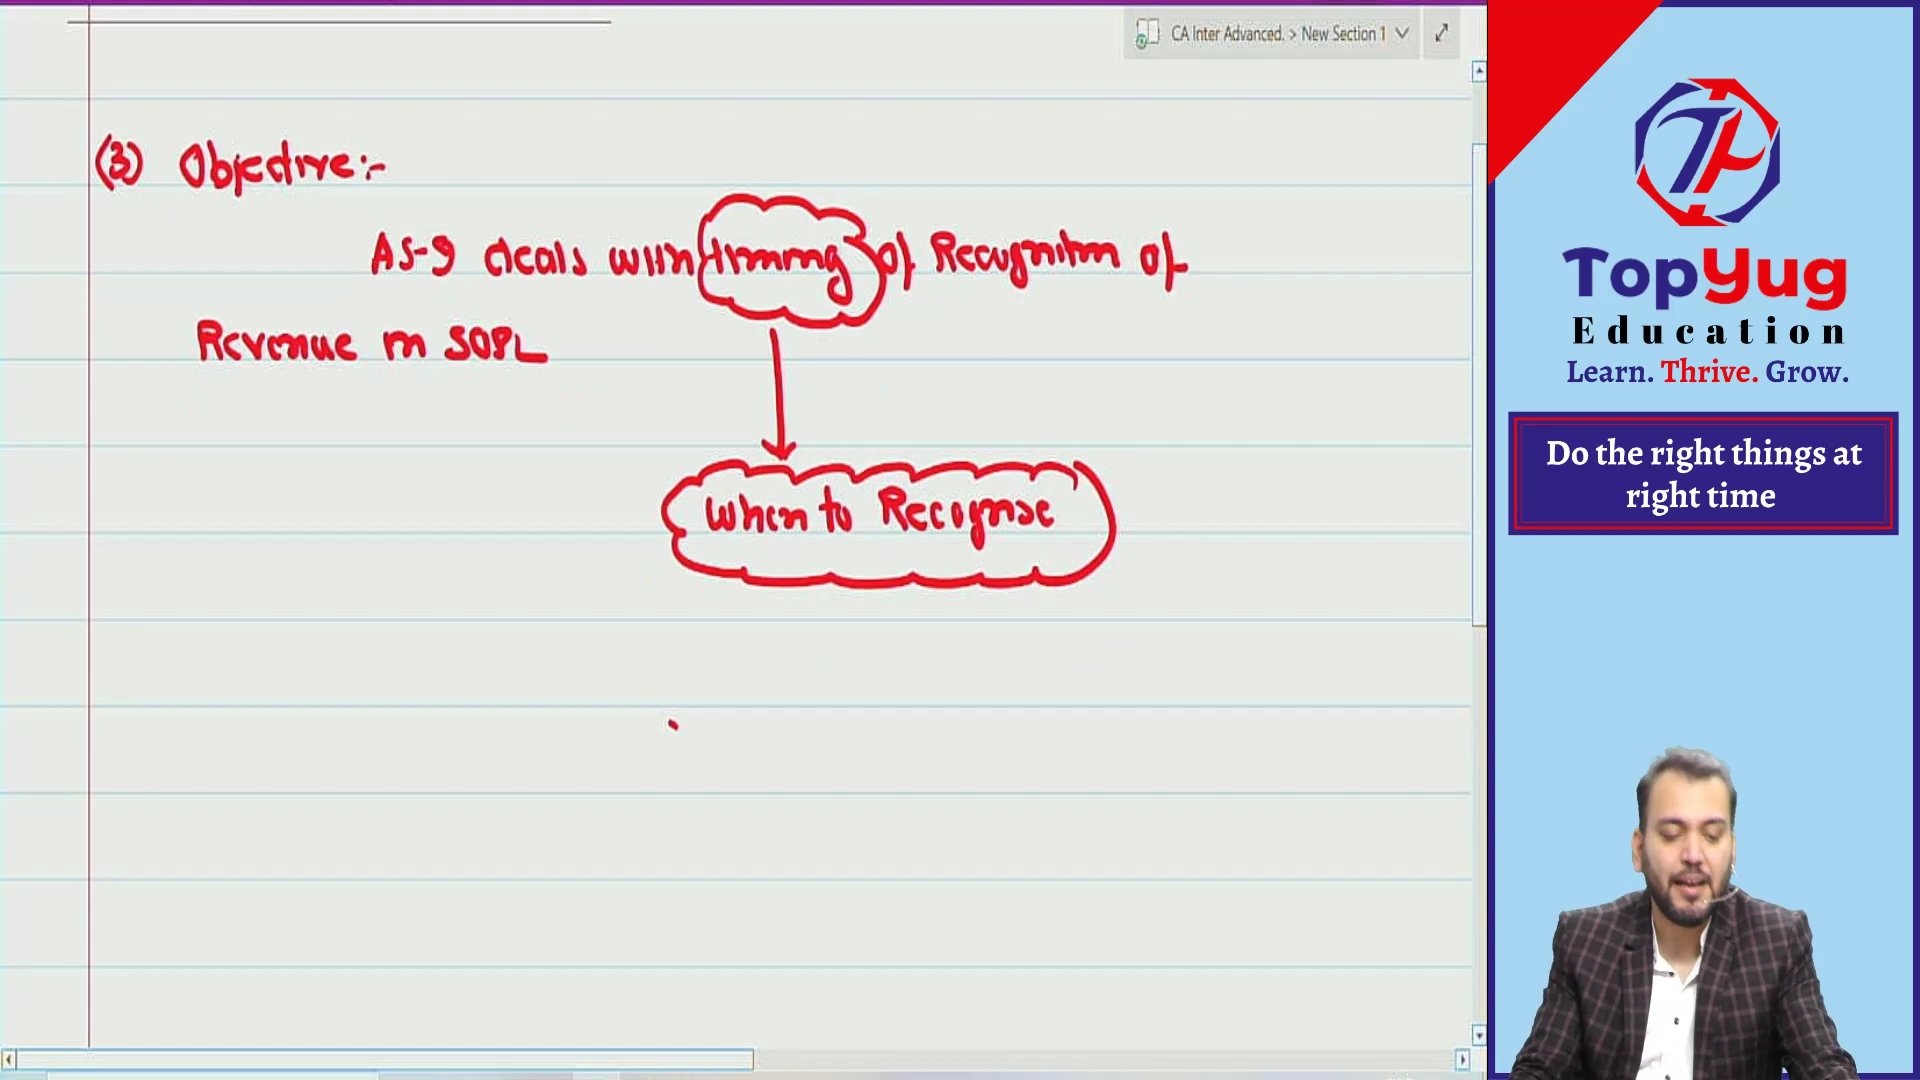 CA Inter Advanced. > New Section 1
(3) Objective:-
AS-9 deals with timing of Recognition of
Revenue in SOPL
When to Recognise
TopYug
Education
Learn. Thrive. Grow.
Do the right things at
right time